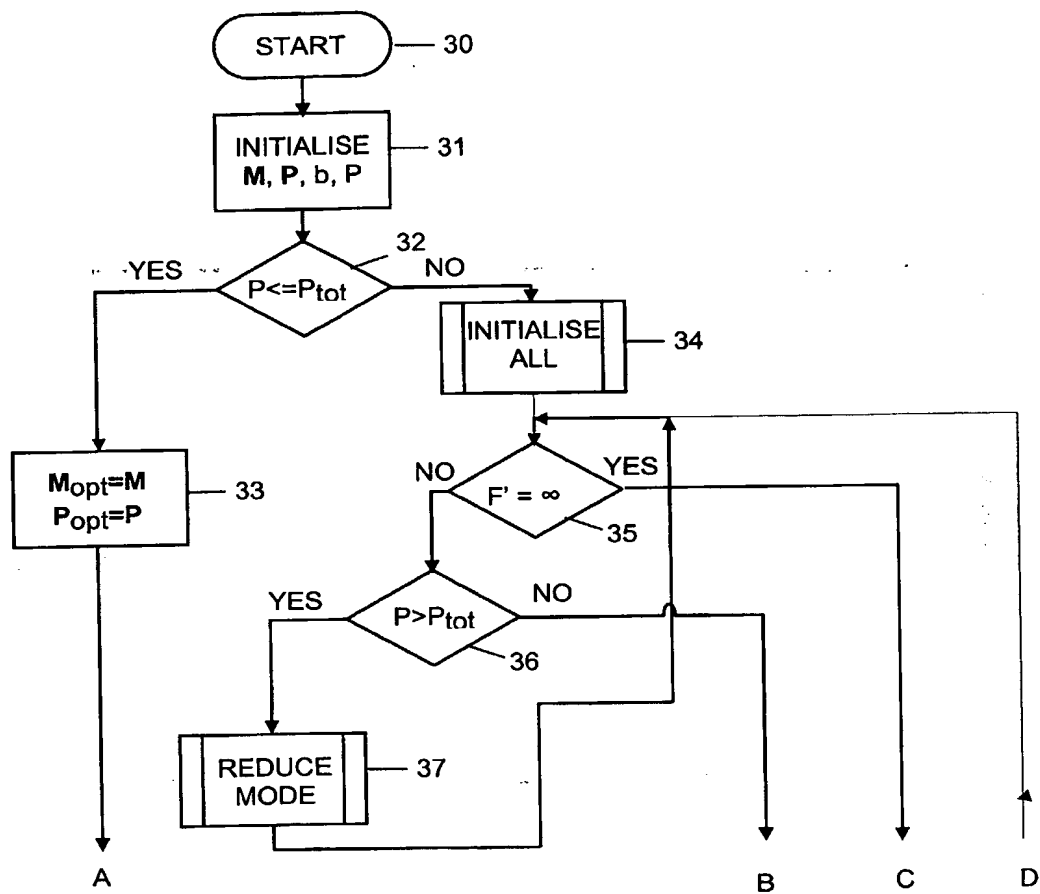 START
30
INITIALISE
M, P, b, P
31
32
YES
NO
P<=Ptot
INITIALISE
ALL
34
Mopt=M
Popt=P
33
NO
YES
F' = ∞
35
YES
NO
P>Ptot
36
REDUCE
MODE
37
A
B
C
D